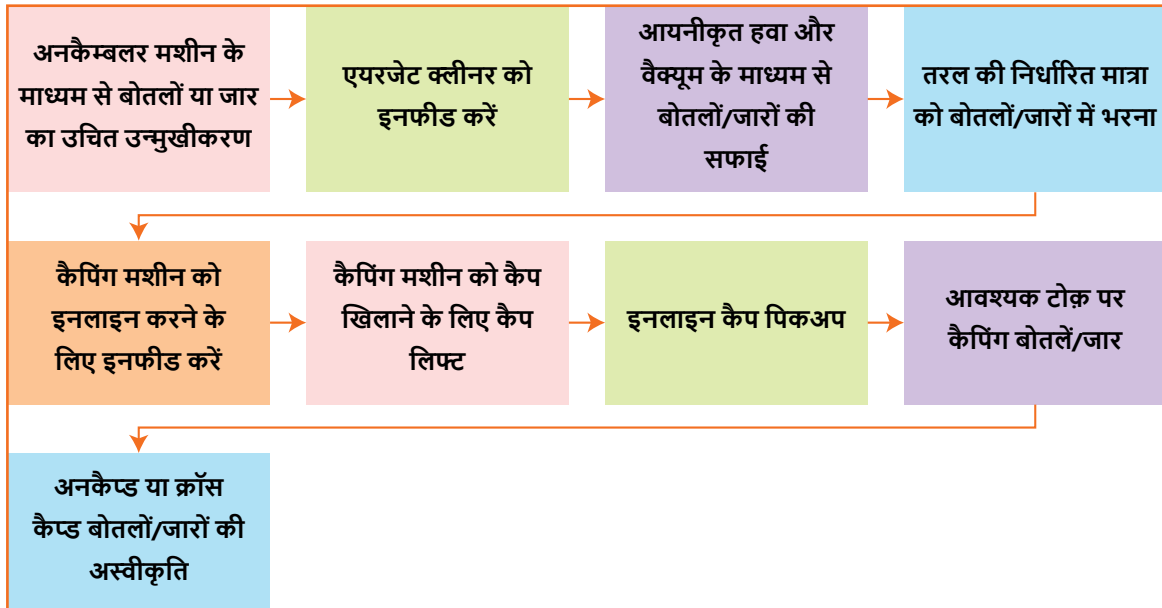 अनकैम्बलर मशीन के
माध्यम से बोतलों या जार
का उचित उन्मुखीकरण
एयरजेट क्लीनर को
इनफीड करें
आयनीकृत हवा और
वैक्यूम के माध्यम से
बोतलों/जारों की
सफाई
तरल की निर्धारित मात्रा
को बोतलों/जारों में भरना
कैपिंग मशीन को
इनलाइन करने के
लिए इनफीड करें
कैपिंग मशीन को कैप
खिलाने के लिए कैप
लिफ्ट
इनलाइन कैप पिकअप
आवश्यक टोक़ पर
कैपिंग बोतलें/जार
अनकैप्ड या क्रॉस
कैप्ड बोतलों/जारों की
अस्वीकृति